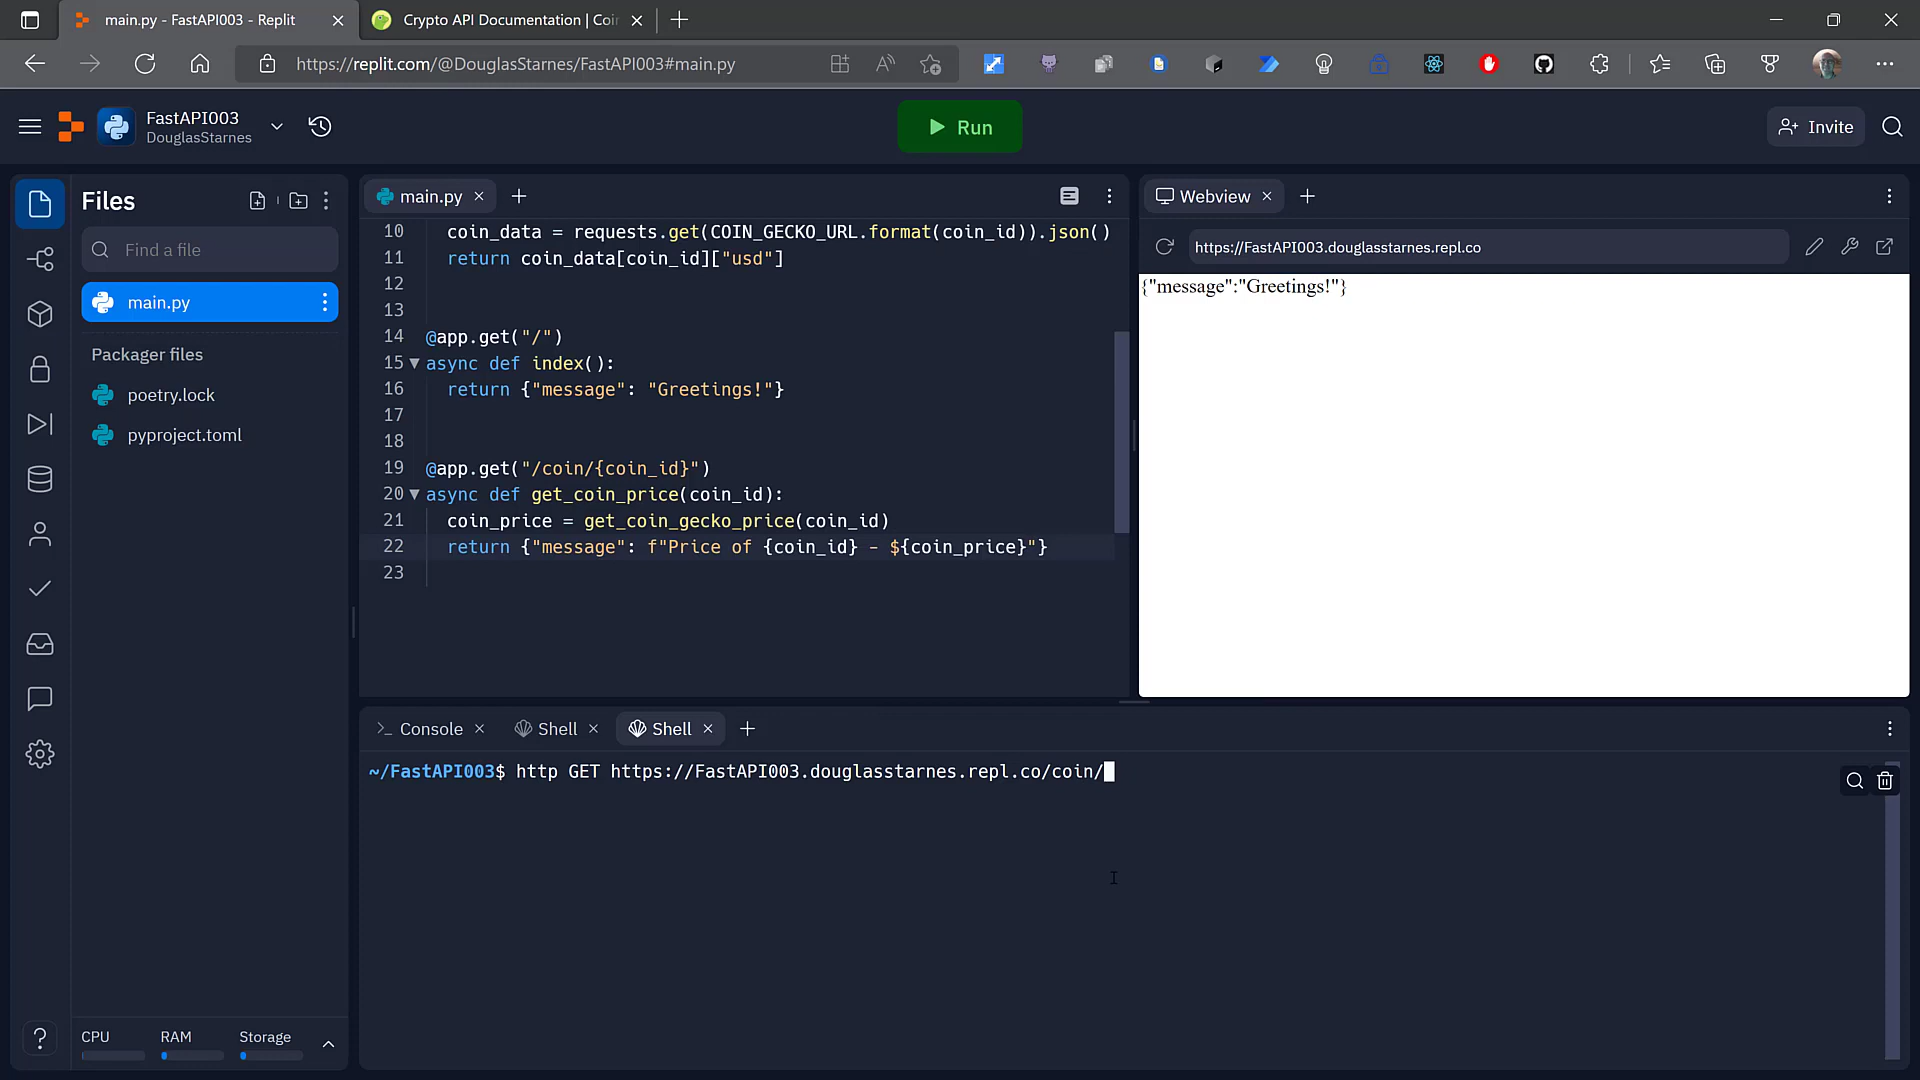 main.py - FastAPI003 - Replit
Crypto API Documentation | Coi
https://replit.com/@DouglasStarnes/FastAPI003#main.py
FastAPI003
DouglasStarnes
Run
Invite
Files
Find a file
main.py
Packager files
poetry.lock
pyproject.toml
CPU
RAM
Storage
main.py
10 coin_data = requests.get(COIN_GECKO_URL.format(coin_id)).json()
11 return coin_data[coin_id]["usd"]
12
13
14 @app.get("/")
15 async def index():
16 return {"message": "Greetings!"}
17
18
19 @app.get("/coin/{coin_id}")
20 async def get_coin_price(coin_id):
21 coin_price = get_coin_gecko_price(coin_id)
22 return {"message": f"Price of {coin_id} - ${coin_price}"}
23
Webview
https://FastAPI003.douglasstarnes.repl.co
{"message":"Greetings!"}
Console
Shell
Shell
~/FastAPI003$ http GET https://FastAPI003.douglasstarnes.repl.co/coin/